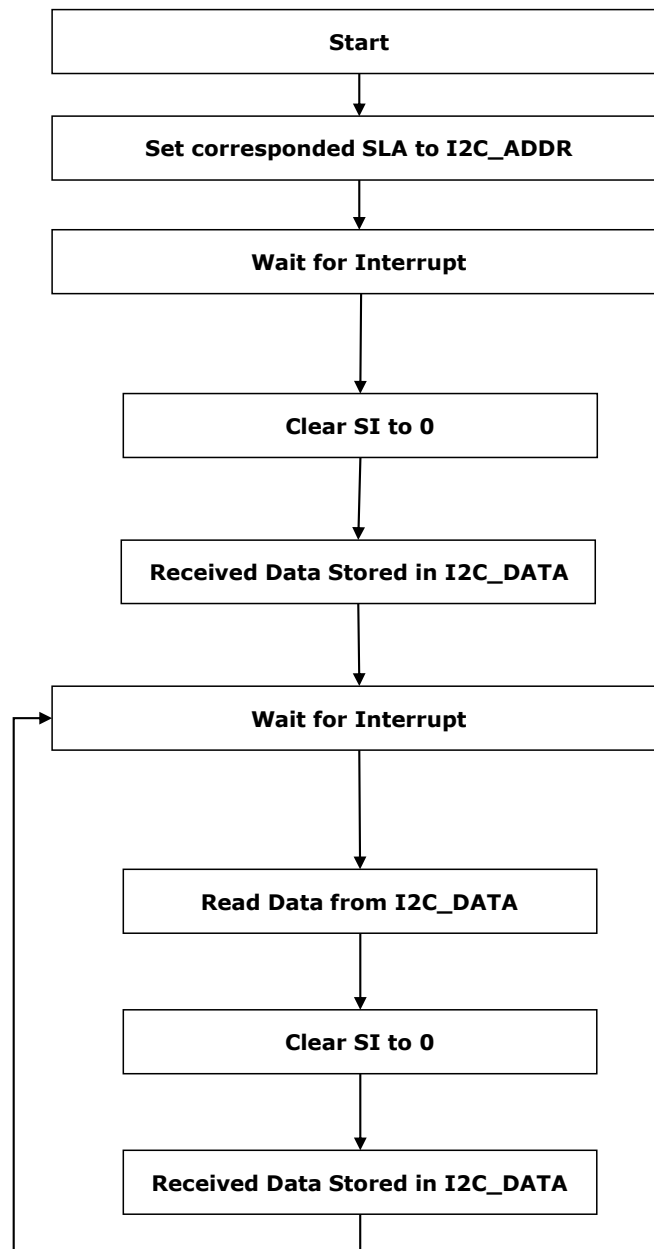 Start
Set corresponded SLA to I2C_ADDR
Wait for Interrupt
Clear SI to 0
Received Data Stored in I2C_DATA
Wait for Interrupt
Read Data from I2C_DATA
Clear SI to 0
Received Data Stored in I2C_DATA